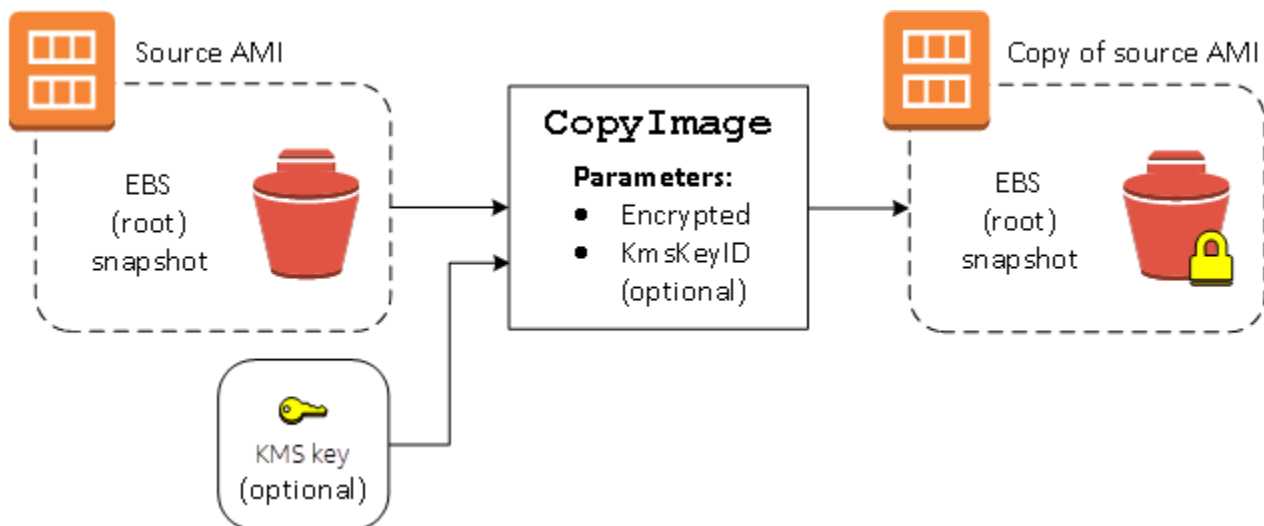 Source AMI
EBS
(root)
snapshot
KMS key
(optional)
CopyImage
Parameters:
● Encrypted
● KmsKeyID
(optional)
Copy of source AMI
EBS
(root)
snapshot